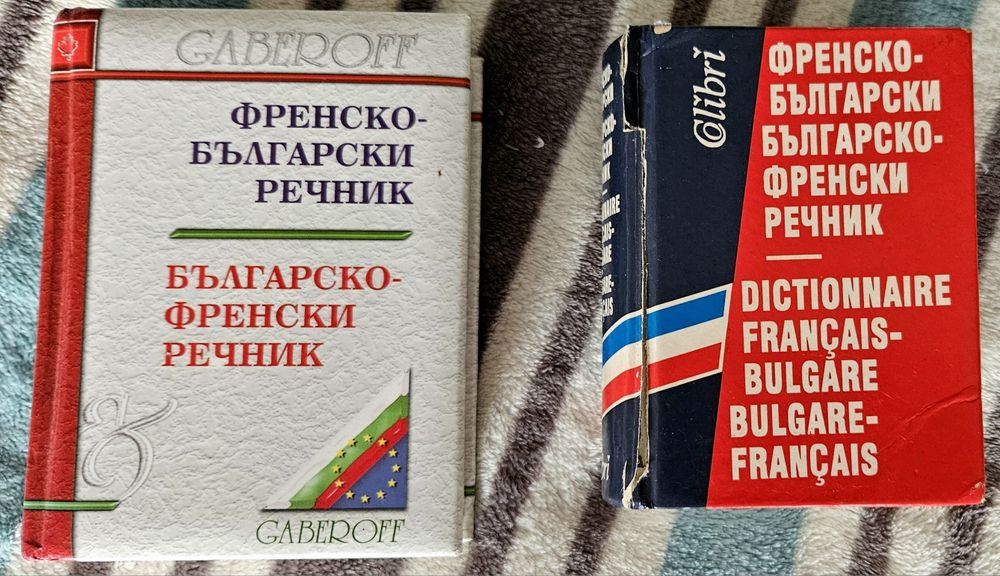 GABEROFF
ФРЕНСКО-
БЪЛГАРСКИ
РЕЧНИК
БЪЛГАРСКО-
ФРЕНСКИ
РЕЧНИК
GABEROFF
Colibri
ФРЕНСКО-
БЪЛГАРСКИ
БЪЛГАРСКО-
ФРЕНСКИ
РЕЧНИК
DICTIONNAIRE
FRANÇAIS-
BULGARE
BULGARE-
FRANÇAIS